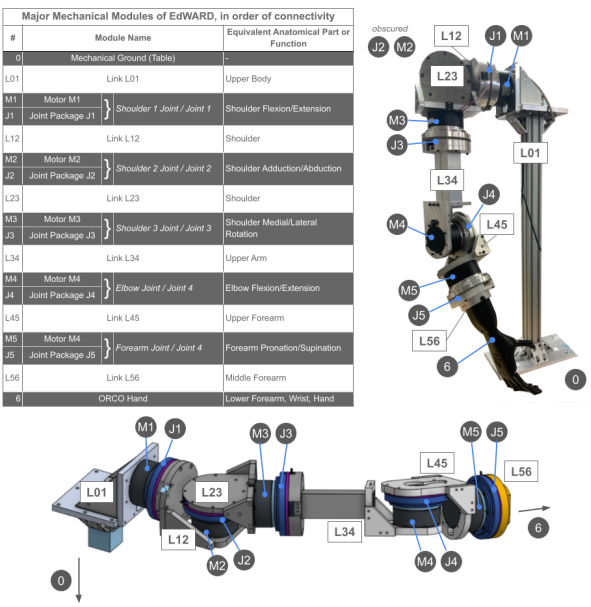 Major Mechanical Modules of EdWARD, in order of connectivity
# Module Name Equivalent Anatomical Part or Function
0 Mechanical Ground (Table) -
L01 Link L01 Upper Body
M1 Motor M1
J1 Joint Package J1
} Shoulder 1 Joint / Joint 1 Shoulder Flexion/Extension
L12 Link L12 Shoulder
M2 Motor M2
J2 Joint Package J2
} Shoulder 2 Joint / Joint 2 Shoulder Adduction/Abduction
L23 Link L23 Shoulder
M3 Motor M3
J3 Joint Package J3
} Shoulder 3 Joint / Joint 3 Shoulder Medial/Lateral Rotation
L34 Link L34 Upper Arm
M4 Motor M4
J4 Joint Package J4
} Elbow Joint / Joint 4 Elbow Flexion/Extension
L45 Link L45 Upper Forearm
M5 Motor M4
J5 Joint Package J5
} Forearm Joint / Joint 4 Forearm Pronation/Supination
L56 Link L56 Middle Forearm
6 ORCO Hand Lower Forearm, Wrist, Hand
obscured
J2 M2
L12 J1 M1
L23
M3
J3
L01
L34
J4
M4
L45
M5
J5
L56
6
0
M1 J1 M3 J3 L45 M5 J5 L56
L01 L23
L12 J2 L34 6
M2 M4 J4
0